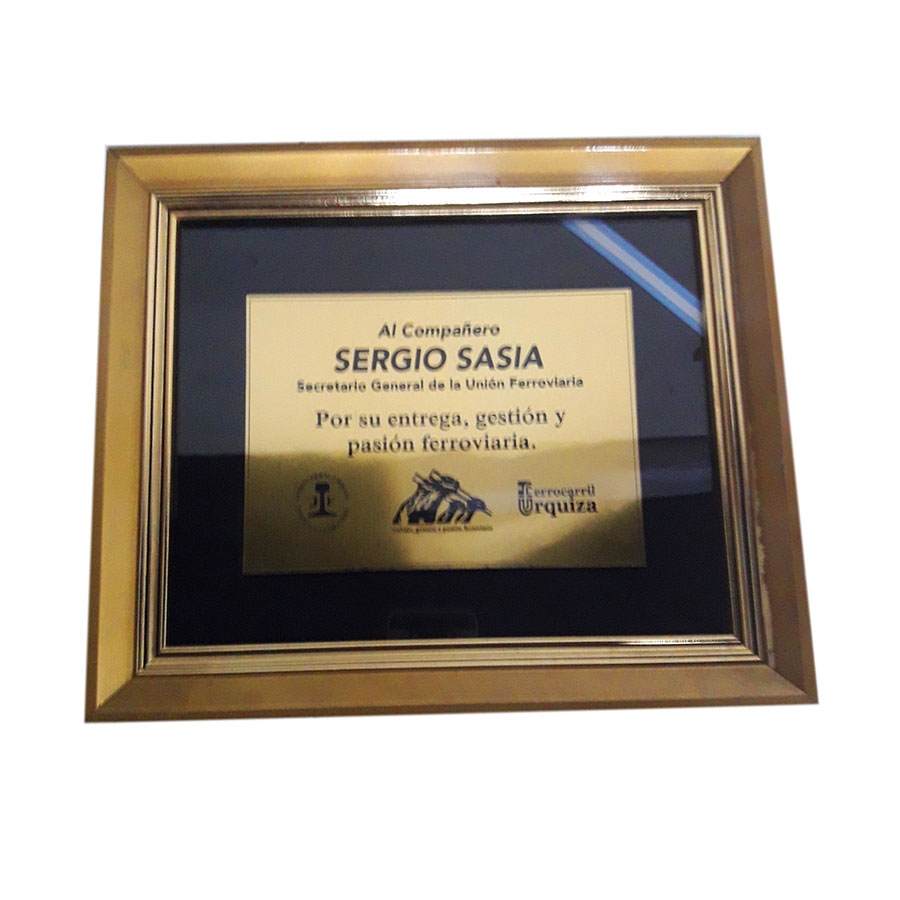 Al Compañero
SERGIO SASIA
Secretario General de la Unión Ferroviaria
Por su entrega, gestión y
pasión ferroviaria.
Ferrocarril
Urquiza